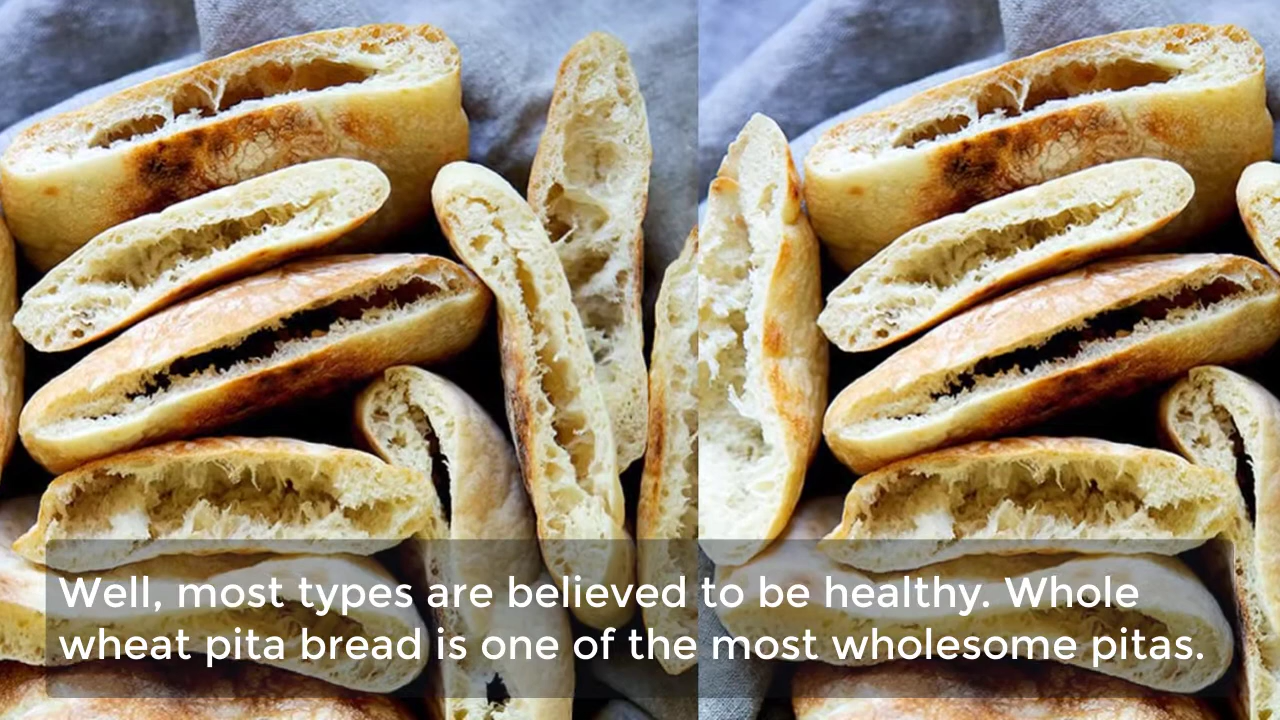 Well, most types are believed to be healthy. Whole
wheat pita bread is one of the most wholesome pitas.